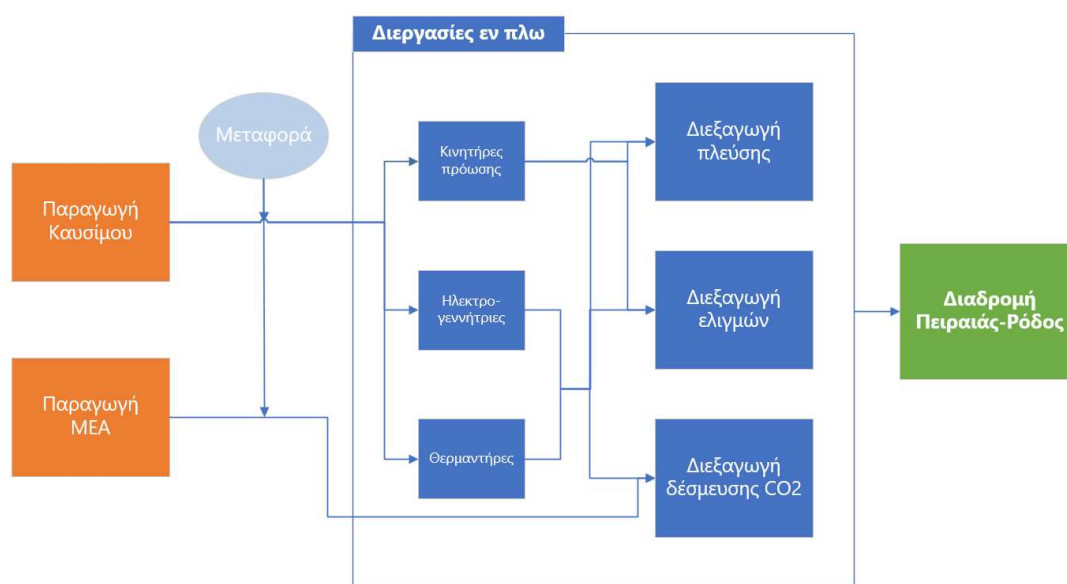 Διεργασίες εν πλω
Μεταφορά
Παραγωγή
Καυσίμου
Παραγωγή
ΜΕΑ
Κινητήρες
πρόωσης
Ηλεκτρο-
γεννήτριες
Θερμαντήρες
Διεξαγωγή
πλεύσης
Διεξαγωγή
ελιγμών
Διεξαγωγή
δέσμευσης CO2
Διαδρομή
Πειραιάς-Ρόδος